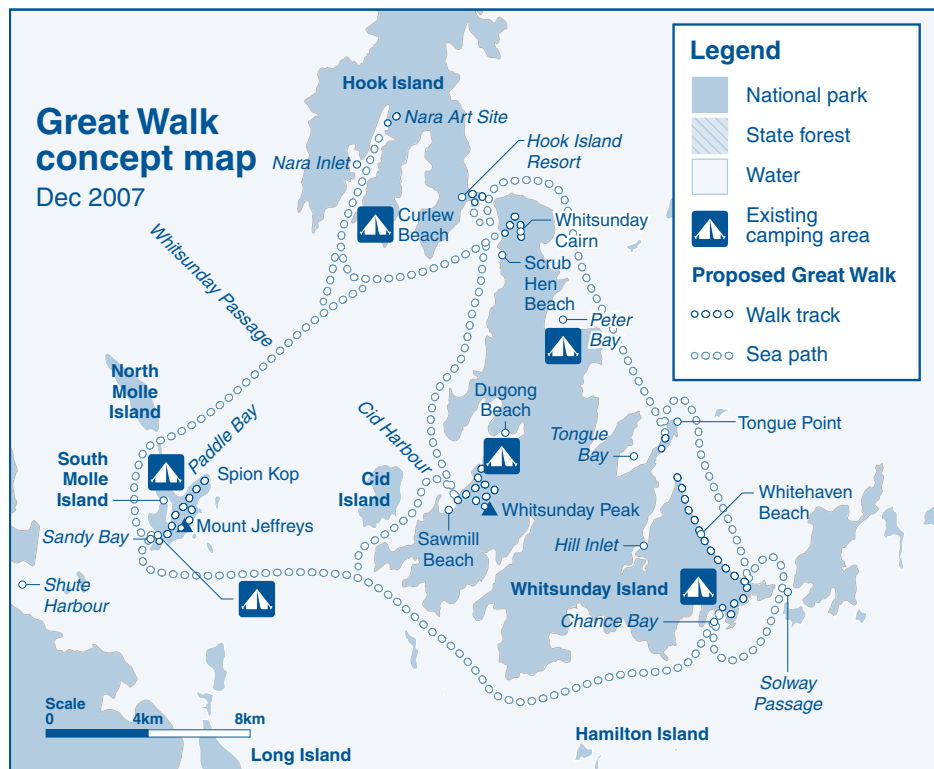 Great Walk
concept map
Dec 2007
Hook Island
Nara Art Site
Nara Inlet
Hook Island
Resort
Curlew
Beach
Whitsunday
Cairn
Scrub
Hen
Beach
Whitsunday Passage
Peter
Bay
North
Molle
Island
Dugong
Beach
Paddle Bay
Cid Harbour
Tongue Point
Tongue
Bay
South
Molle
Island
Spion Kop
Cid
Island
Whitehaven
Beach
Mount Jeffreys
Whitsunday Peak
Sandy Bay
Sawmill
Beach
Hill Inlet
Shute
Harbour
Whitsunday Island
Chance Bay
Solway
Passage
Hamilton Island
Long Island
Scale
0 4km 8km
Legend
National park
State forest
Water
Existing
camping area
Proposed Great Walk
Walk track
Sea path